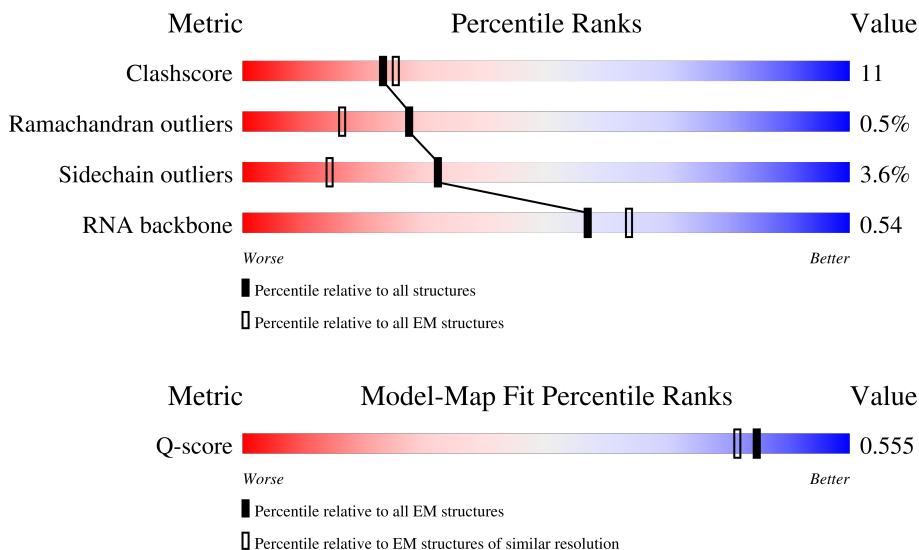 Metric Percentile Ranks Value
Clashscore 11
Ramachandran outliers 0.5%
Sidechain outliers 3.6%
RNA backbone 0.54
Worse Better
Percentile relative to all structures
Percentile relative to all EM structures
Metric Model-Map Fit Percentile Ranks Value
Q-score 0.555
Worse Better
Percentile relative to all EM structures
Percentile relative to EM structures of similar resolution